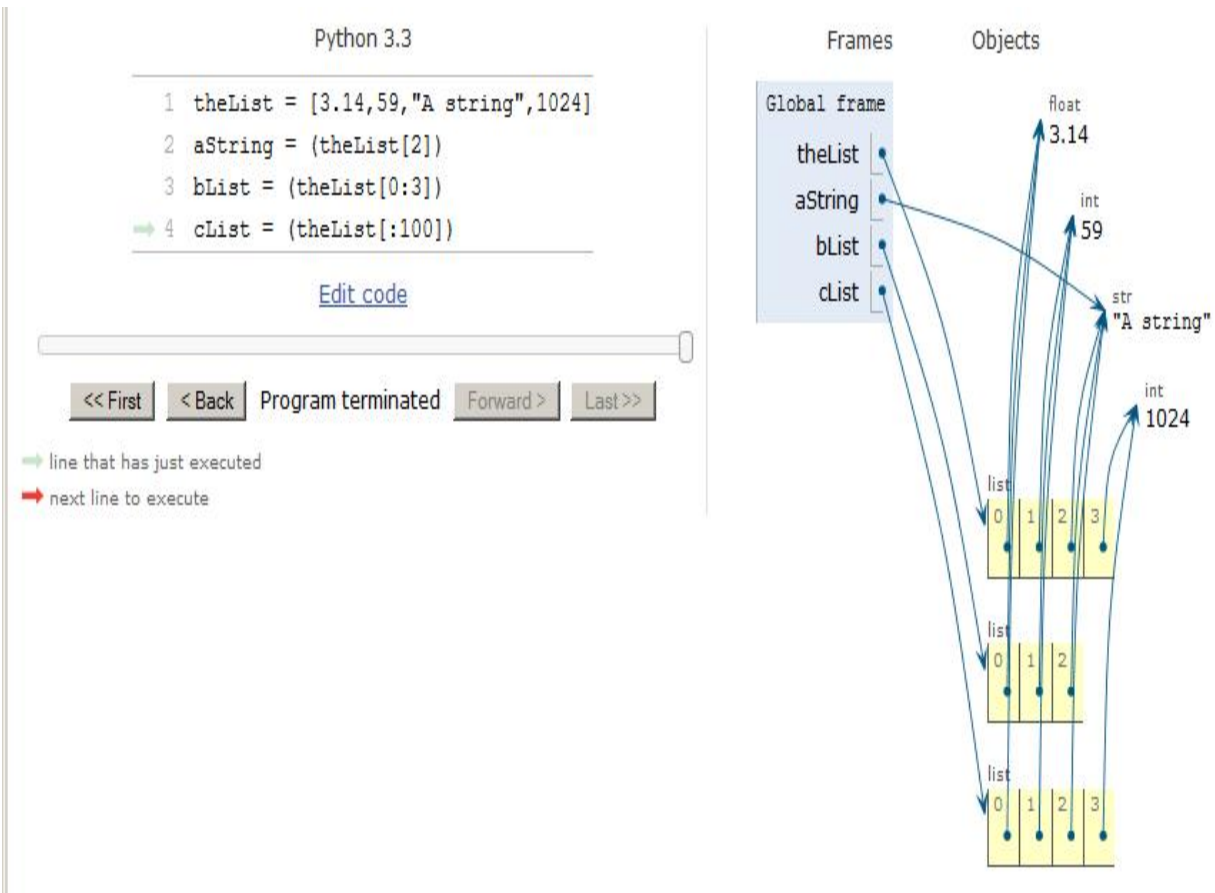 Python 3.3
1 theList = [3.14,59,"A string",1024]
2 aString = (theList[2])
3 bList = (theList[0:3])
4 cList = (theList[:100])
Edit code
<< First < Back Program terminated Forward > Last >>
line that has just executed
next line to execute
Frames Objects
Global frame
theList
aString
bList
cList
float
3.14
int
59
str
"A string"
int
1024
list
0 1 2 3
list
0 1 2
list
0 1 2 3